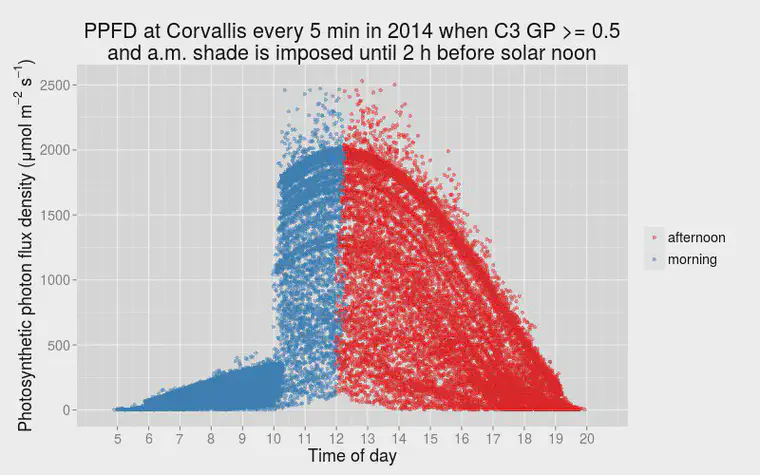 PPFD at Corvallis every 5 min in 2014 when C3 GP >= 0.5
and a.m. shade is imposed until 2 h before solar noon
Photosynthetic photon flux density (µmol m⁻² s⁻¹)
2500
2000
1500
1000
500
0
5 6 7 8 9 10 11 12 13 14 15 16 17 18 19 20
Time of day
afternoon
morning